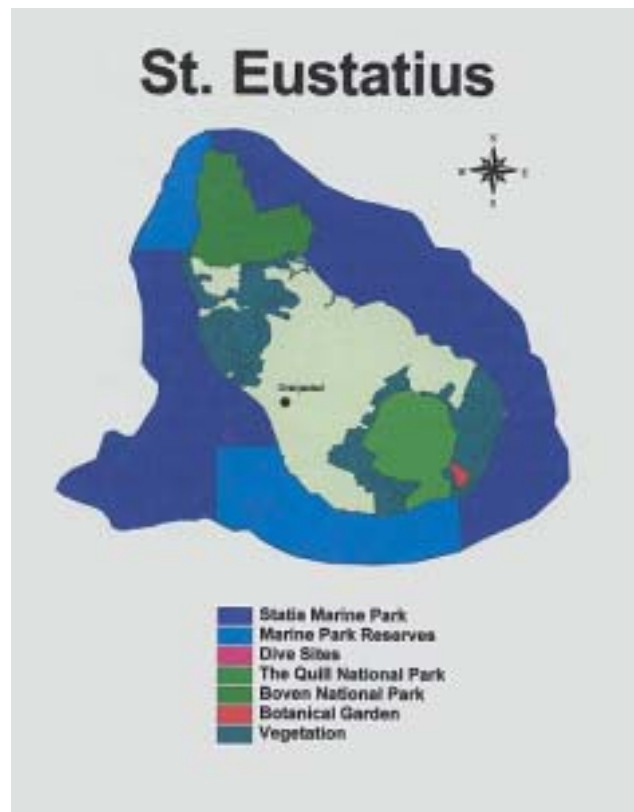 St. Eustatius
N
W E
S
Oranjestad
Statia Marine Park
Marine Park Reserves
Dive Sites
The Quill National Park
Boven National Park
Botanical Garden
Vegetation